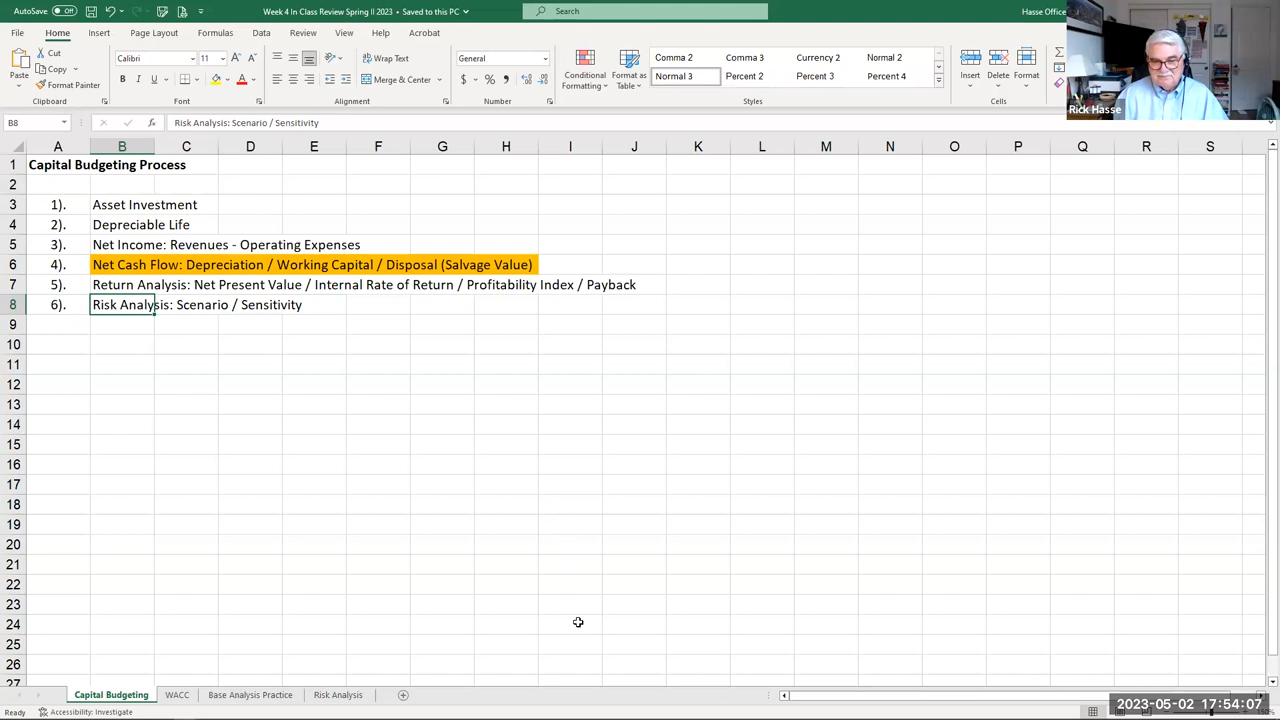 AutoSave Off Week 4 In Class Review Spring II 2023 • Saved to this PC Search Hasse Office
File Home Insert Page Layout Formulas Data Review View Help Acrobat
Paste Cut Copy Format Painter Clipboard
Calibri 11 B I U Font
Wrap Text Merge & Center Alignment
General $ % Number
Conditional Formatting Format as Table
Comma 2 Comma 3 Currency 2 Normal 2
Normal 3 Percent 2 Percent 3 Percent 4
Styles
Insert Delete Format Cells
Rick Hasse
B8 fx Risk Analysis: Scenario / Sensitivity
A B C D E F G H I J K L M N O P Q R S
1 Capital Budgeting Process
2
3 1). Asset Investment
4 2). Depreciable Life
5 3). Net Income: Revenues - Operating Expenses
6 4). Net Cash Flow: Depreciation / Working Capital / Disposal (Salvage Value)
7 5). Return Analysis: Net Present Value / Internal Rate of Return / Profitability Index / Payback
8 6). Risk Analysis: Scenario / Sensitivity
9
10
11
12
13
14
15
16
17
18
19
20
21
22
23
24
25
26
27
Capital Budgeting WACC Base Analysis Practice Risk Analysis
Ready Accessibility: Investigate
2023-05-02 17:54:07